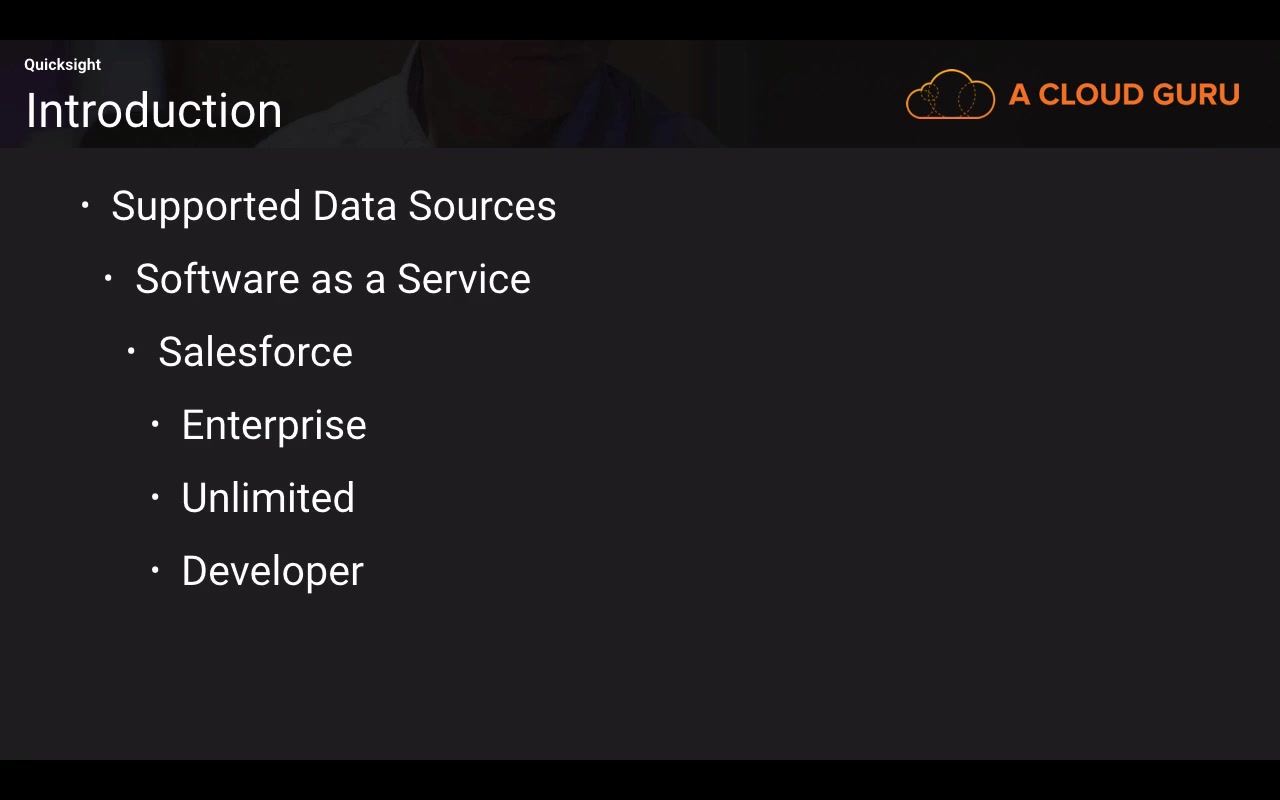 Quicksight
Introduction
A CLOUD GURU
• Supported Data Sources
• Software as a Service
• Salesforce
• Enterprise
• Unlimited
• Developer